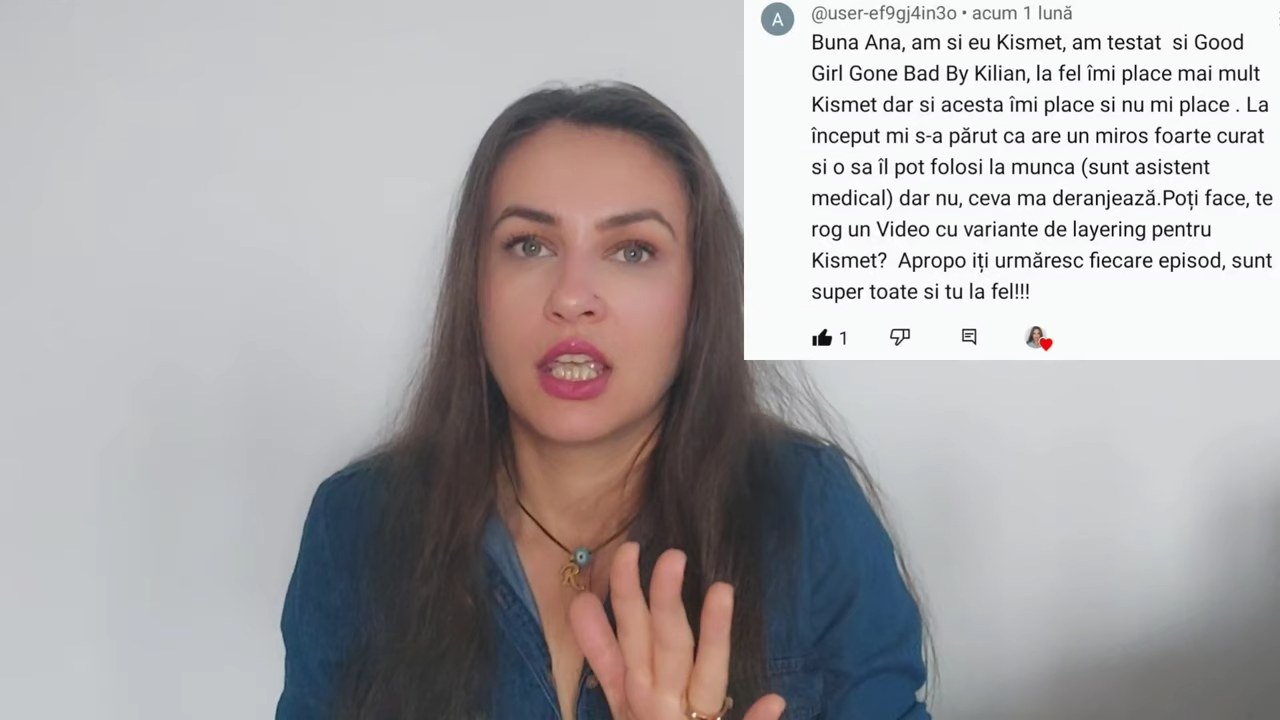 A
@user-ef9gj4in3o • acum 1 lună
Buna Ana, am si eu Kismet, am testat si Good
Girl Gone Bad By Kilian, la fel îmi place mai mult
Kismet dar si acesta îmi place si nu mi place . La
început mi s-a părut ca are un miros foarte curat
si o sa îl pot folosi la munca (sunt asistent
medical) dar nu, ceva ma deranjează.Poți face, te
rog un Video cu variante de layering pentru
Kismet? Apropo iți urmăresc fiecare episod, sunt
super toate si tu la fel!!!
1
R